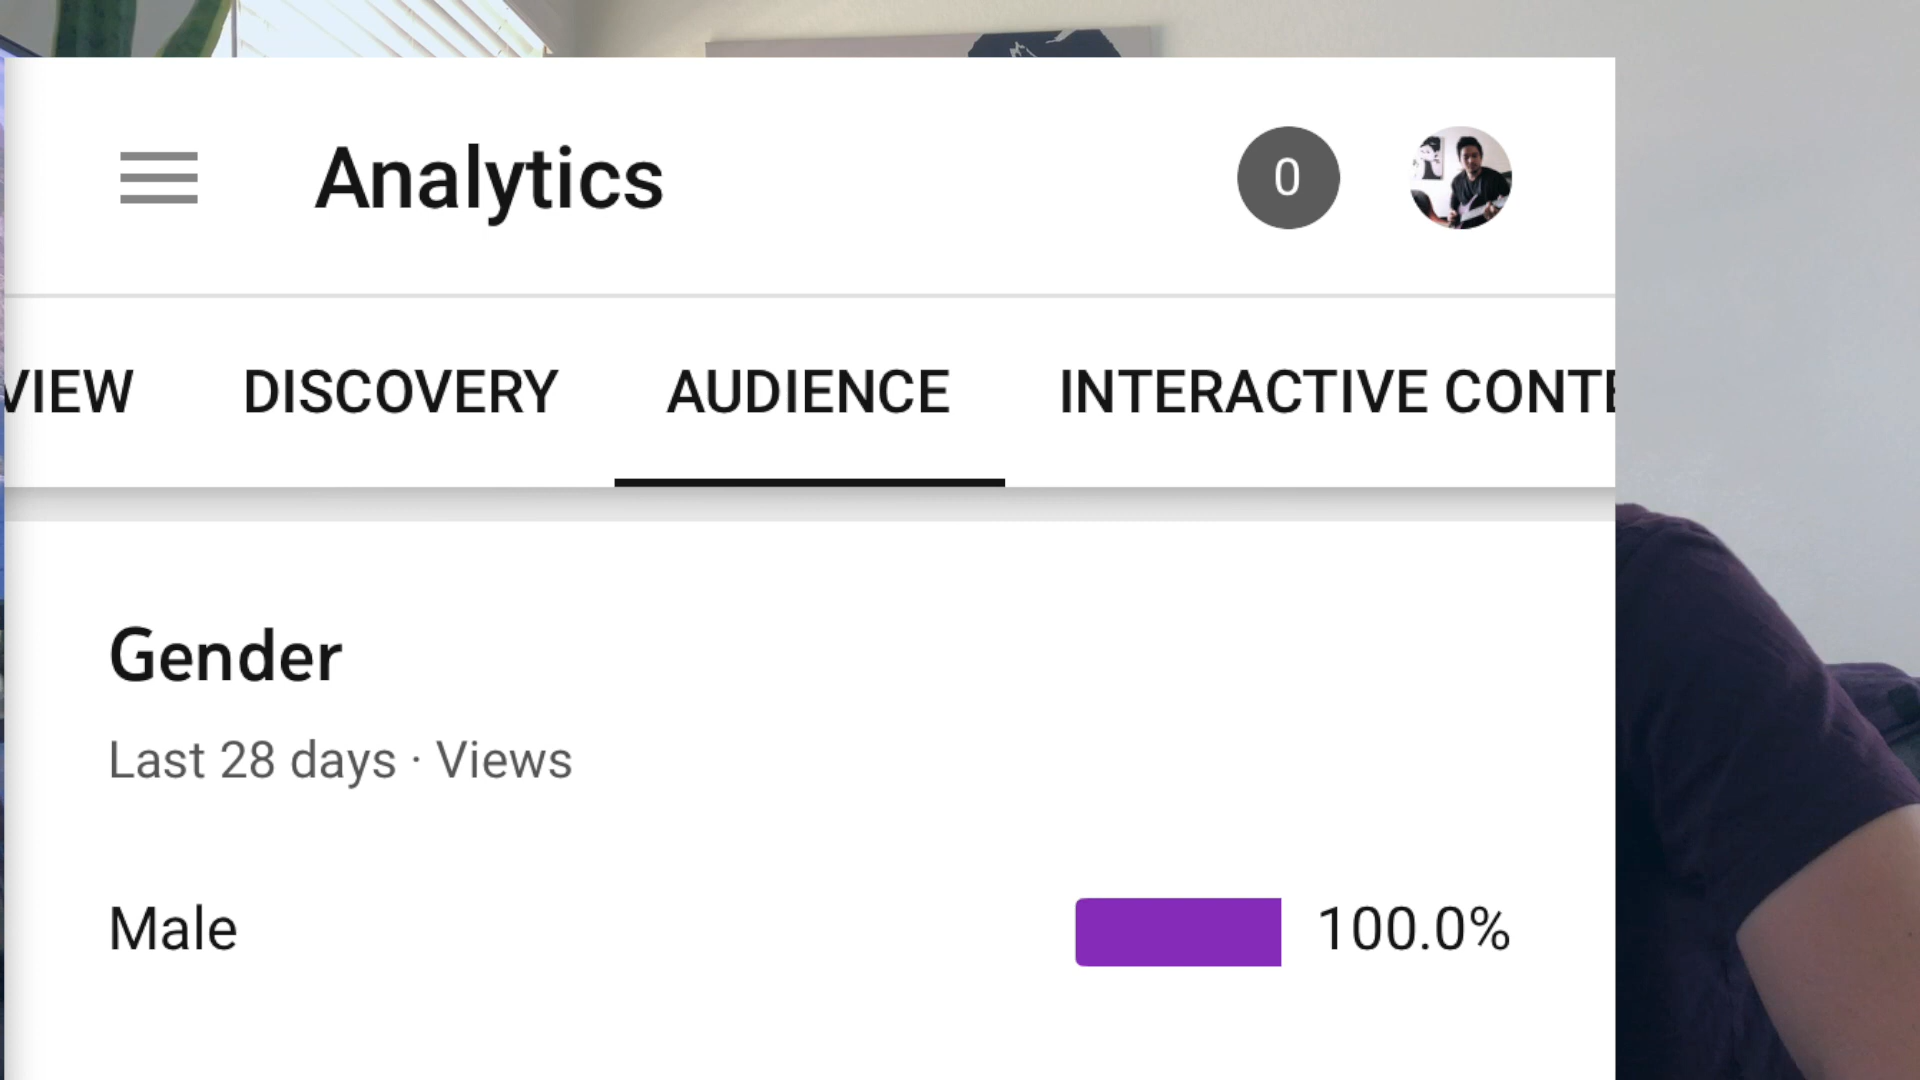 Analytics
0
VIEW DISCOVERY AUDIENCE INTERACTIVE CONTE
Gender
Last 28 days · Views
Male 100.0%